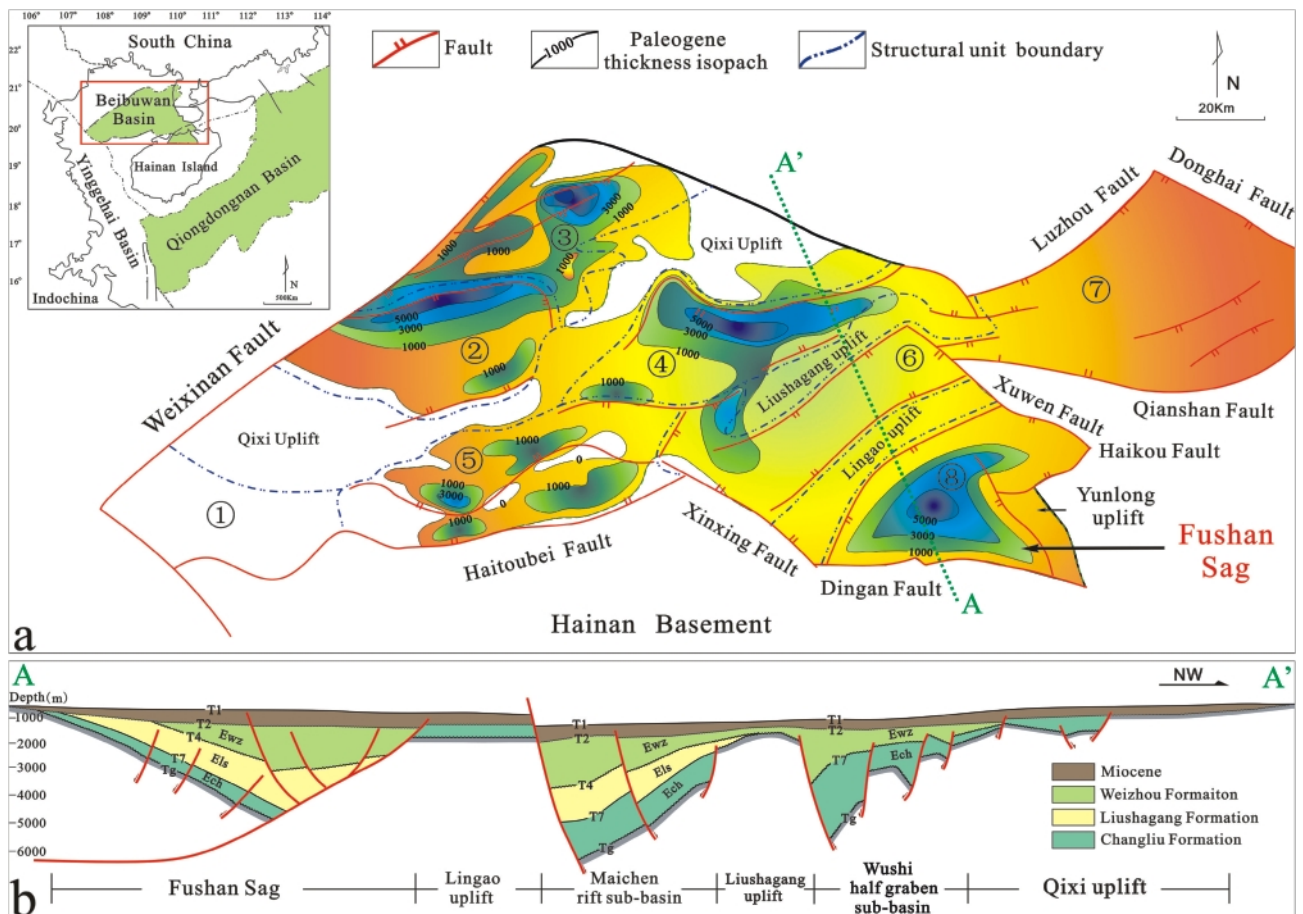 a
106° 107° 108° 109° 110° 111° 112° 113° 114°
22°
21°
20°
19°
18°
17°
16°
South China
Beibuwan
Basin
Hainan Island
Yinggehai Basin
Qiongdongnan Basin
Indochina
N
500Km
Fault
1000
Paleogene
thickness isopach
Structural unit boundary
N
20Km
A'
Donghai Fault
Luzhou Fault
3000
1000
1000
1000
③
1000
Qixi Uplift
⑦
5000
3000
1000
5000
3000
1000
②
1000
④
1000
Liushagang uplift
⑥
Weixinan Fault
Xuwen Fault
Qianshan Fault
Qixi Uplift
Lingao uplift
Haikou Fault
1000
0
⑤
1000
3000
1000
0
1000
⑧
5000
3000
1000
①
Yunlong
uplift
Fushan
Sag
Haitoubei Fault
Xinxing Fault
Dingan Fault
A
Hainan Basement
A
A'
NW
Depth(m)
1000
2000
3000
4000
5000
6000
T1
T2
T4
T7
Tg
Ewz
Els
Ech
T1
T2
Ewz
Els
Ech
T4
T7
Tg
T1
T2
Ewz
T7
Ech
Tg
Miocene
Weizhou Formaiton
Liushagang Formation
Changliu Formation
b
Fushan Sag
Lingao
uplift
Maichen
rift sub-basin
Liushagang
uplift
Wushi
half graben
sub-basin
Qixi uplift